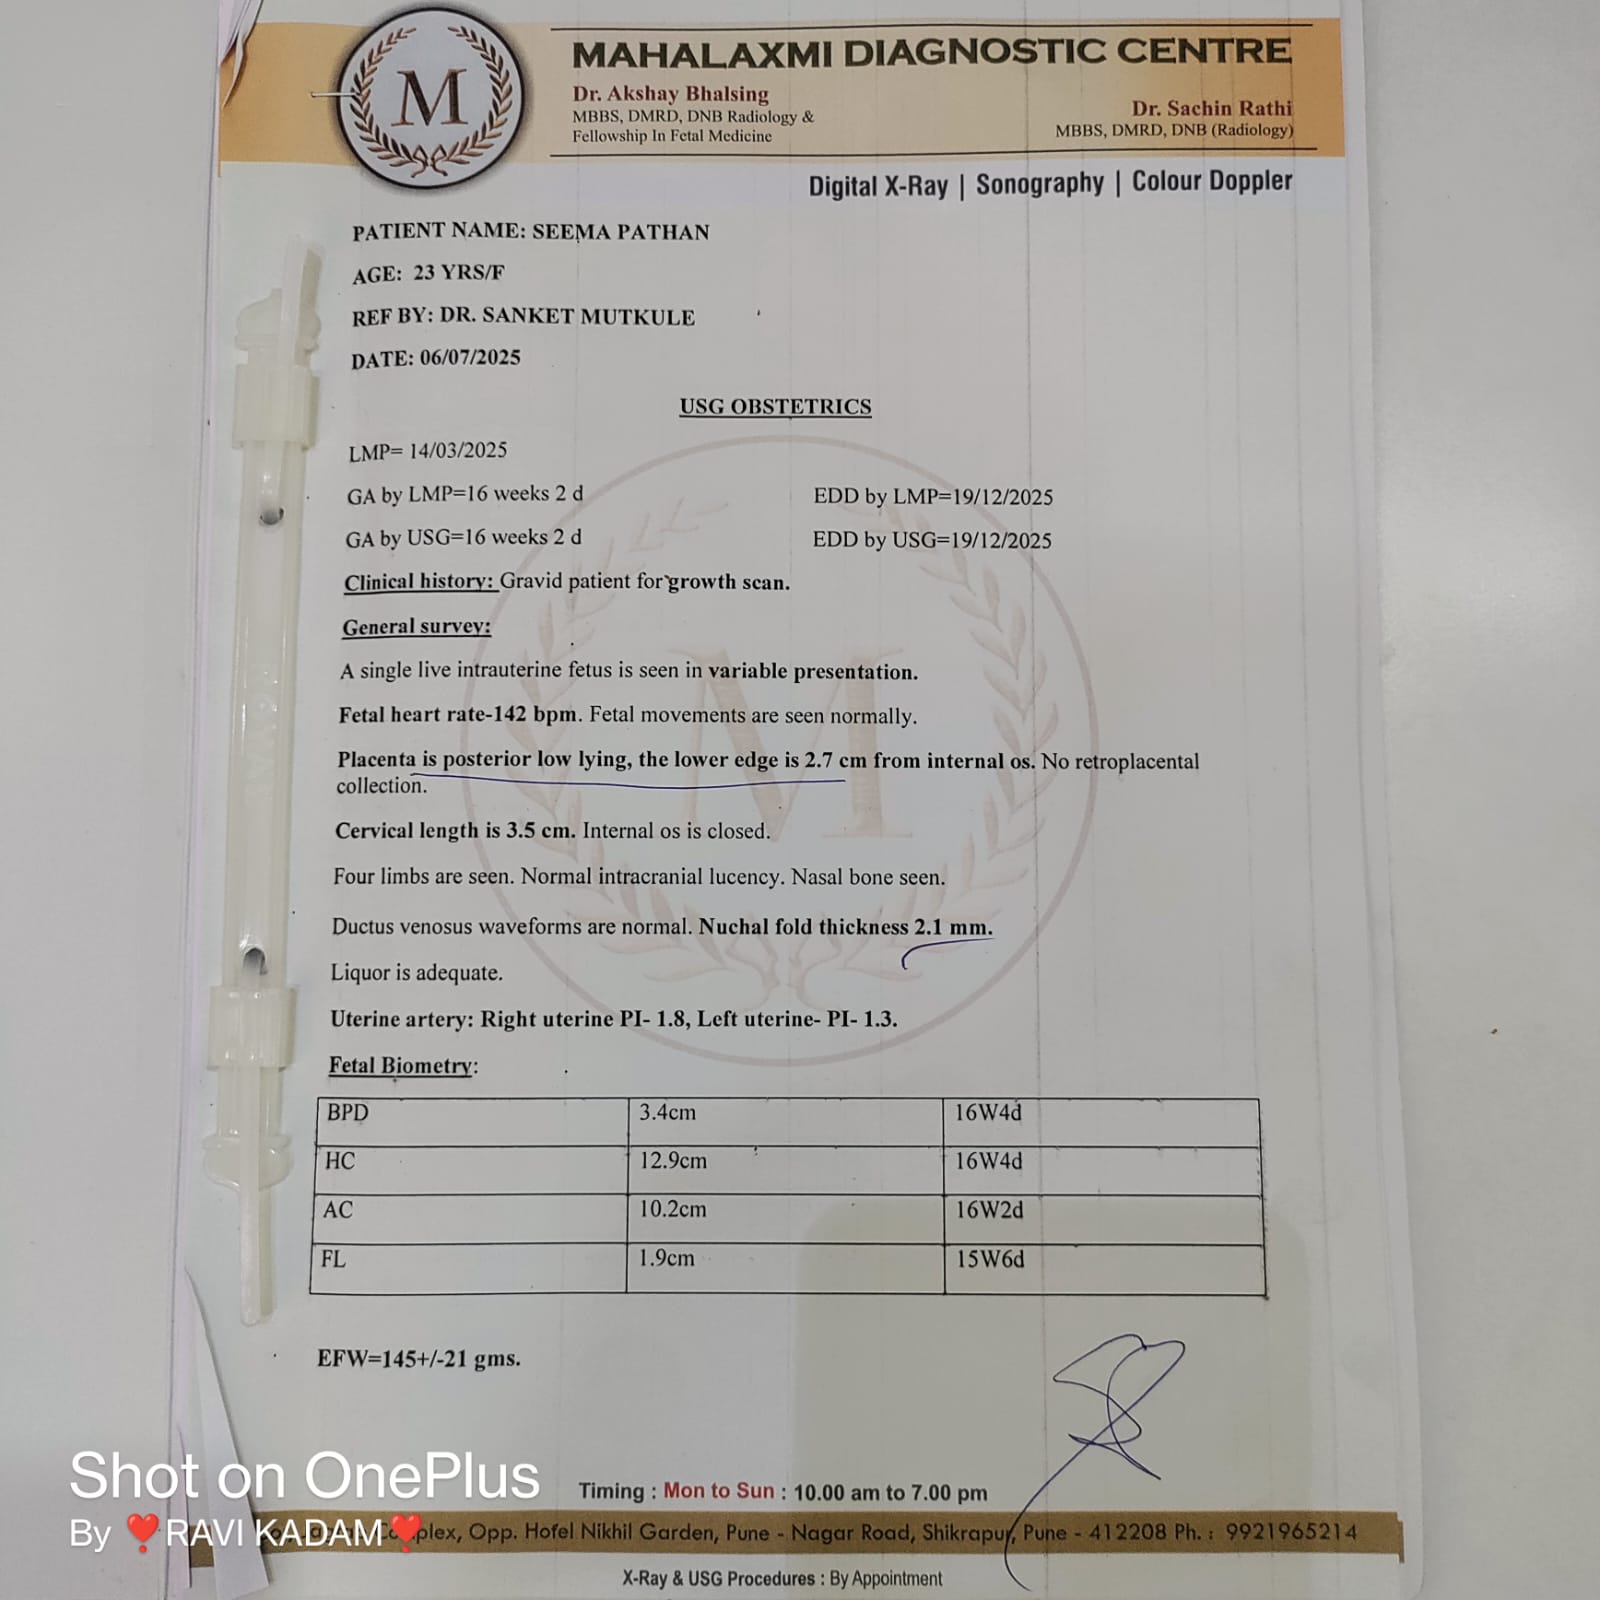 M
MAHALAXMI DIAGNOSTIC CENTRE
Dr. Akshay Bhalsing
MBBS, DMRD, DNB Radiology &
Fellowship In Fetal Medicine
Dr. Sachin Rathi
MBBS, DMRD, DNB (Radiology)
Digital X-Ray | Sonography | Colour Doppler
PATIENT NAME: SEEMA PATHAN
AGE: 23 YRS/F
REF BY: DR. SANKET MUTKULE
DATE: 06/07/2025
USG OBSTETRICS
LMP= 14/03/2025
GA by LMP=16 weeks 2 d EDD by LMP=19/12/2025
GA by USG=16 weeks 2 d EDD by USG=19/12/2025
Clinical history: Gravid patient for growth scan.
General survey:
A single live intrauterine fetus is seen in variable presentation.
Fetal heart rate-142 bpm. Fetal movements are seen normally.
Placenta is posterior low lying, the lower edge is 2.7 cm from internal os. No retroplacental
collection.
Cervical length is 3.5 cm. Internal os is closed.
Four limbs are seen. Normal intracranial lucency. Nasal bone seen.
Ductus venosus waveforms are normal. Nuchal fold thickness 2.1 mm.
Liquor is adequate.
Uterine artery: Right uterine PI- 1.8, Left uterine- PI- 1.3.
Fetal Biometry:
BPD 3.4cm 16W4d
HC 12.9cm 16W4d
AC 10.2cm 16W2d
FL 1.9cm 15W6d
EFW=145+/-21 gms.
Shot on OnePlus
By ❤️RAVI KADAM❤️
Timing : Mon to Sun : 10.00 am to 7.00 pm
Opp. Hofel Nikhil Garden, Pune - Nagar Road, Shikrapur, Pune - 412208 Ph. : 9921965214
X-Ray & USG Procedures : By Appointment